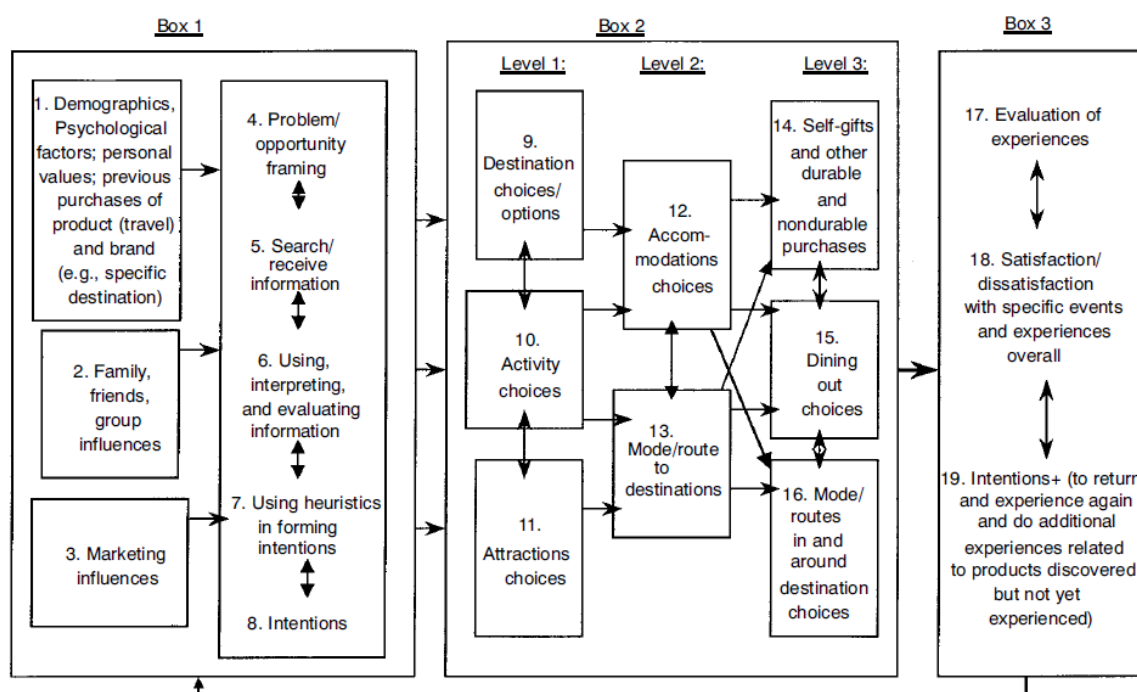 Box 1
Box 2
Box 3
Level 1:
Level 2:
Level 3:
1. Demographics,
Psychological
factors; personal
values; previous
purchases of
product (travel)
and brand
(e.g., specific
destination)
2. Family,
friends,
group
influences
3. Marketing
influences
4. Problem/
opportunity
framing
5. Search/
receive
information
6. Using,
interpreting,
and evaluating
information
7. Using heuristics
in forming
intentions
8. Intentions
9.
Destination
choices/
options
10.
Activity
choices
11.
Attractions
choices
12.
Accom-
modations
choices
13.
Mode/route
to
destinations
14. Self-gifts
and other
durable
and
nondurable
purchases
15.
Dining
out
choices
16. Mode/
routes
in and
around
destination
choices
17. Evaluation of
experiences
18. Satisfaction/
dissatisfaction
with specific events
and experiences
overall
19. Intentions+ (to return
and experience again
and do additional
experiences related
to products discovered
but not yet
experienced)